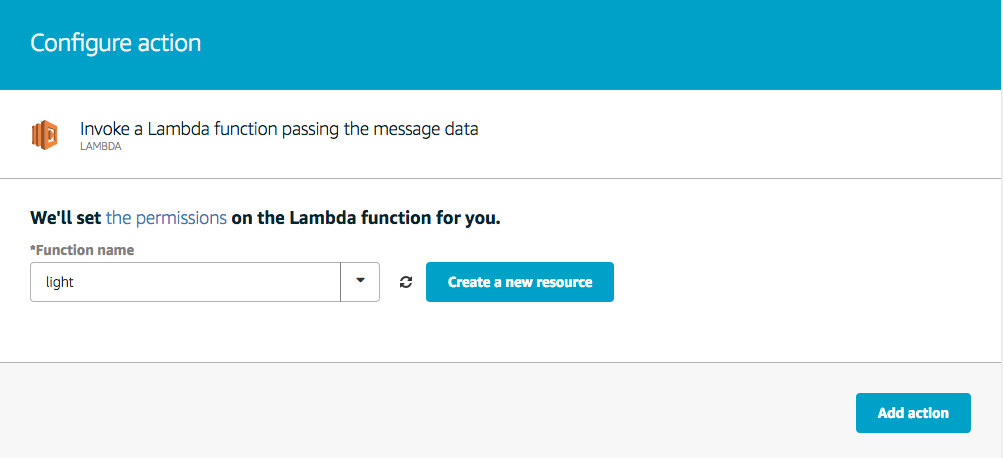 Configure action
Invoke a Lambda function passing the message data
LAMBDA
We'll set the permissions on the Lambda function for you.
*Function name
light
Create a new resource
Add action